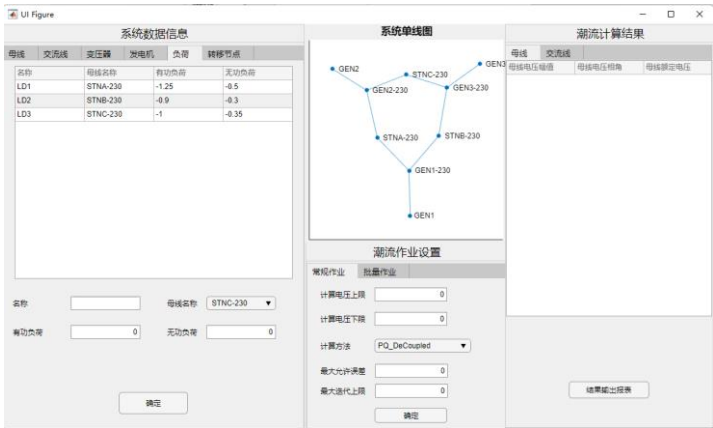 UI Figure
系统数据信息
母线 交流线 变压器 发电机 负荷 转移节点
名称 母线名称 有功负荷 无功负荷
LD1 STNA-230 -1.25 -0.5
LD2 STNB-230 -0.9 -0.3
LD3 STNC-230 -1 -0.35
名称 母线名称 STNC-230
有功负荷 0 无功负荷 0
确定
系统单线图
GEN2 STNC-230 GEN3
GEN2-230 GEN3-230
STNA-230 STNB-230
GEN1-230
GEN1
潮流作业设置
常规作业 批量作业
计算电压上限 0
计算电压下限 0
计算方法 PQ_DeCoupled
最大允许误差 0
最大迭代上限 0
确定
潮流计算结果
母线 交流线
母线电压幅值 母线电压相角 母线额定电压
结果输出报表